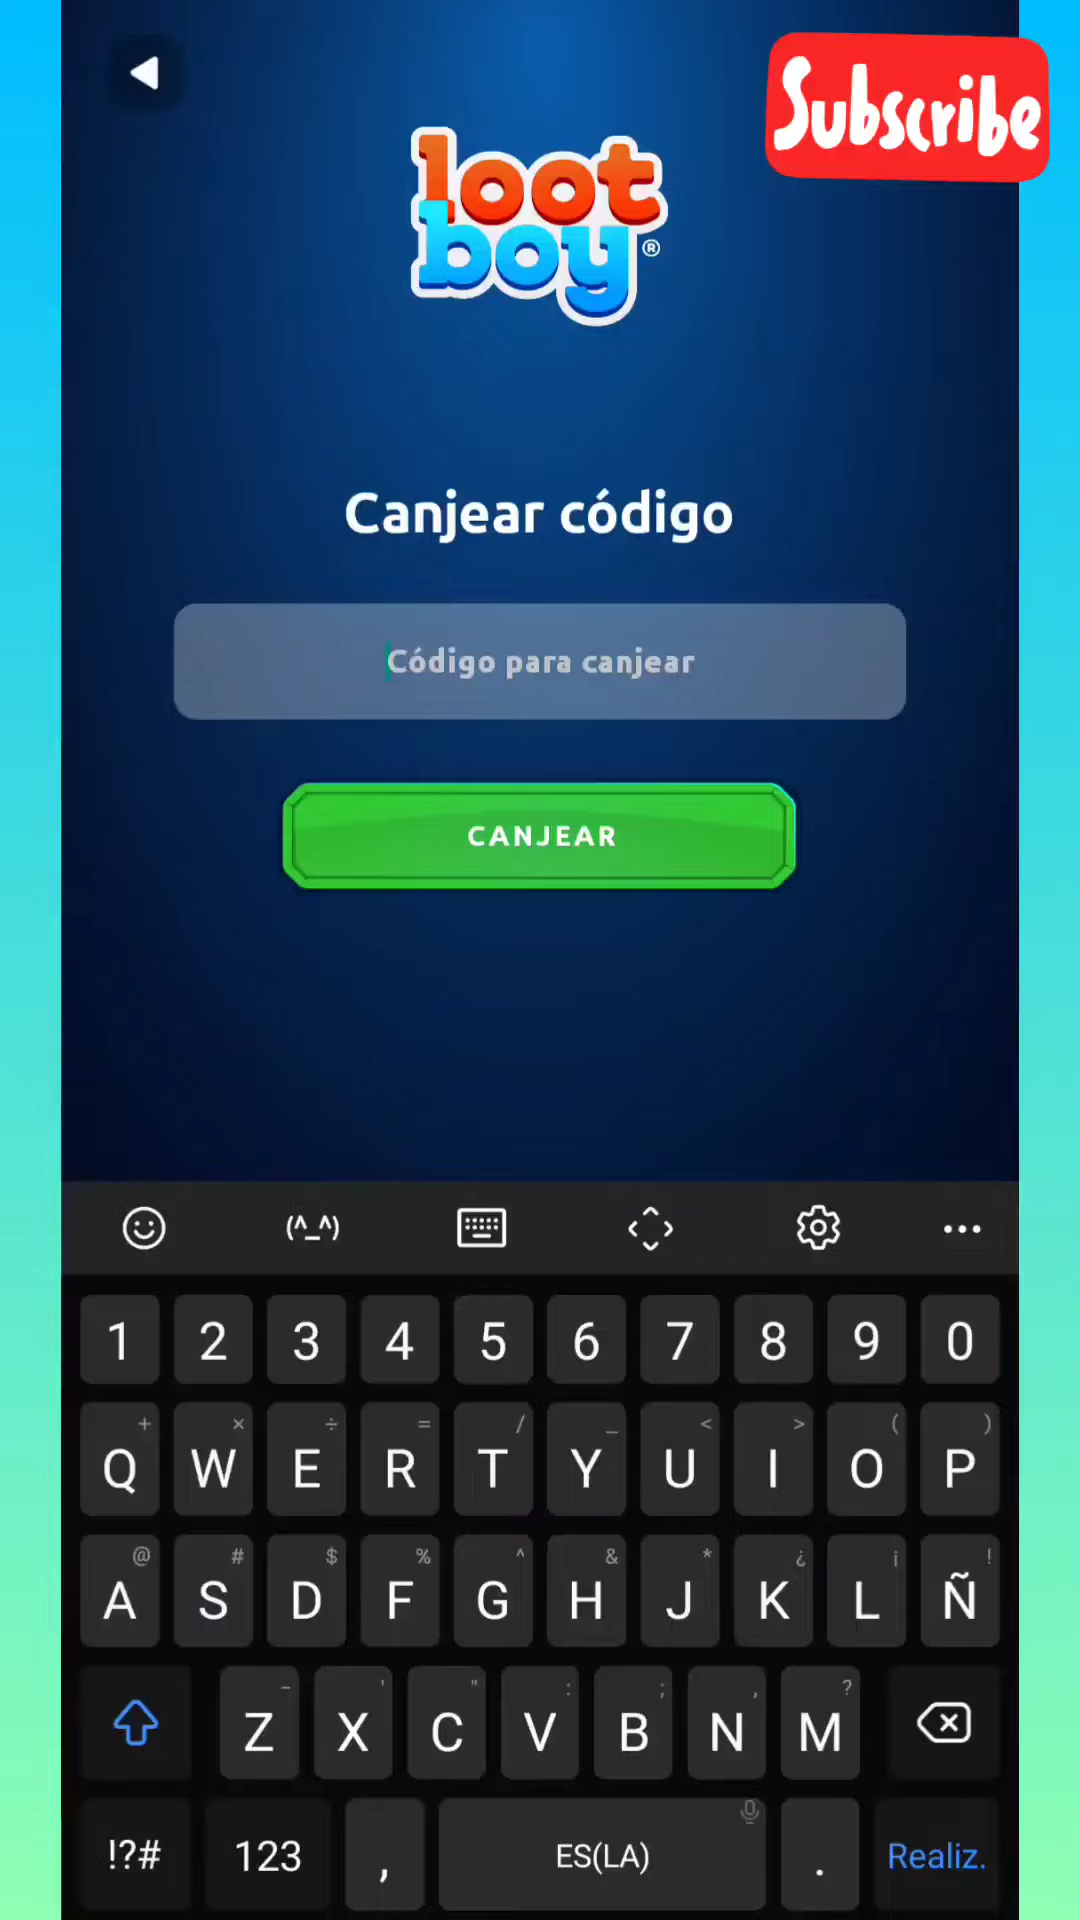 Subscribe
loot
boy®
Canjear código
Código para canjear
CANJEAR
(^_^)
1 2 3 4 5 6 7 8 9 0
+ × ÷ = / _ < > ( )
Q W E R T Y U I O P
@ # $ % ^ & * ¿ ¡ !
A S D F G H J K L Ñ
- ' " : ; , ?
Z X C V B N M
!?# 123 , ES(LA) . Realiz.